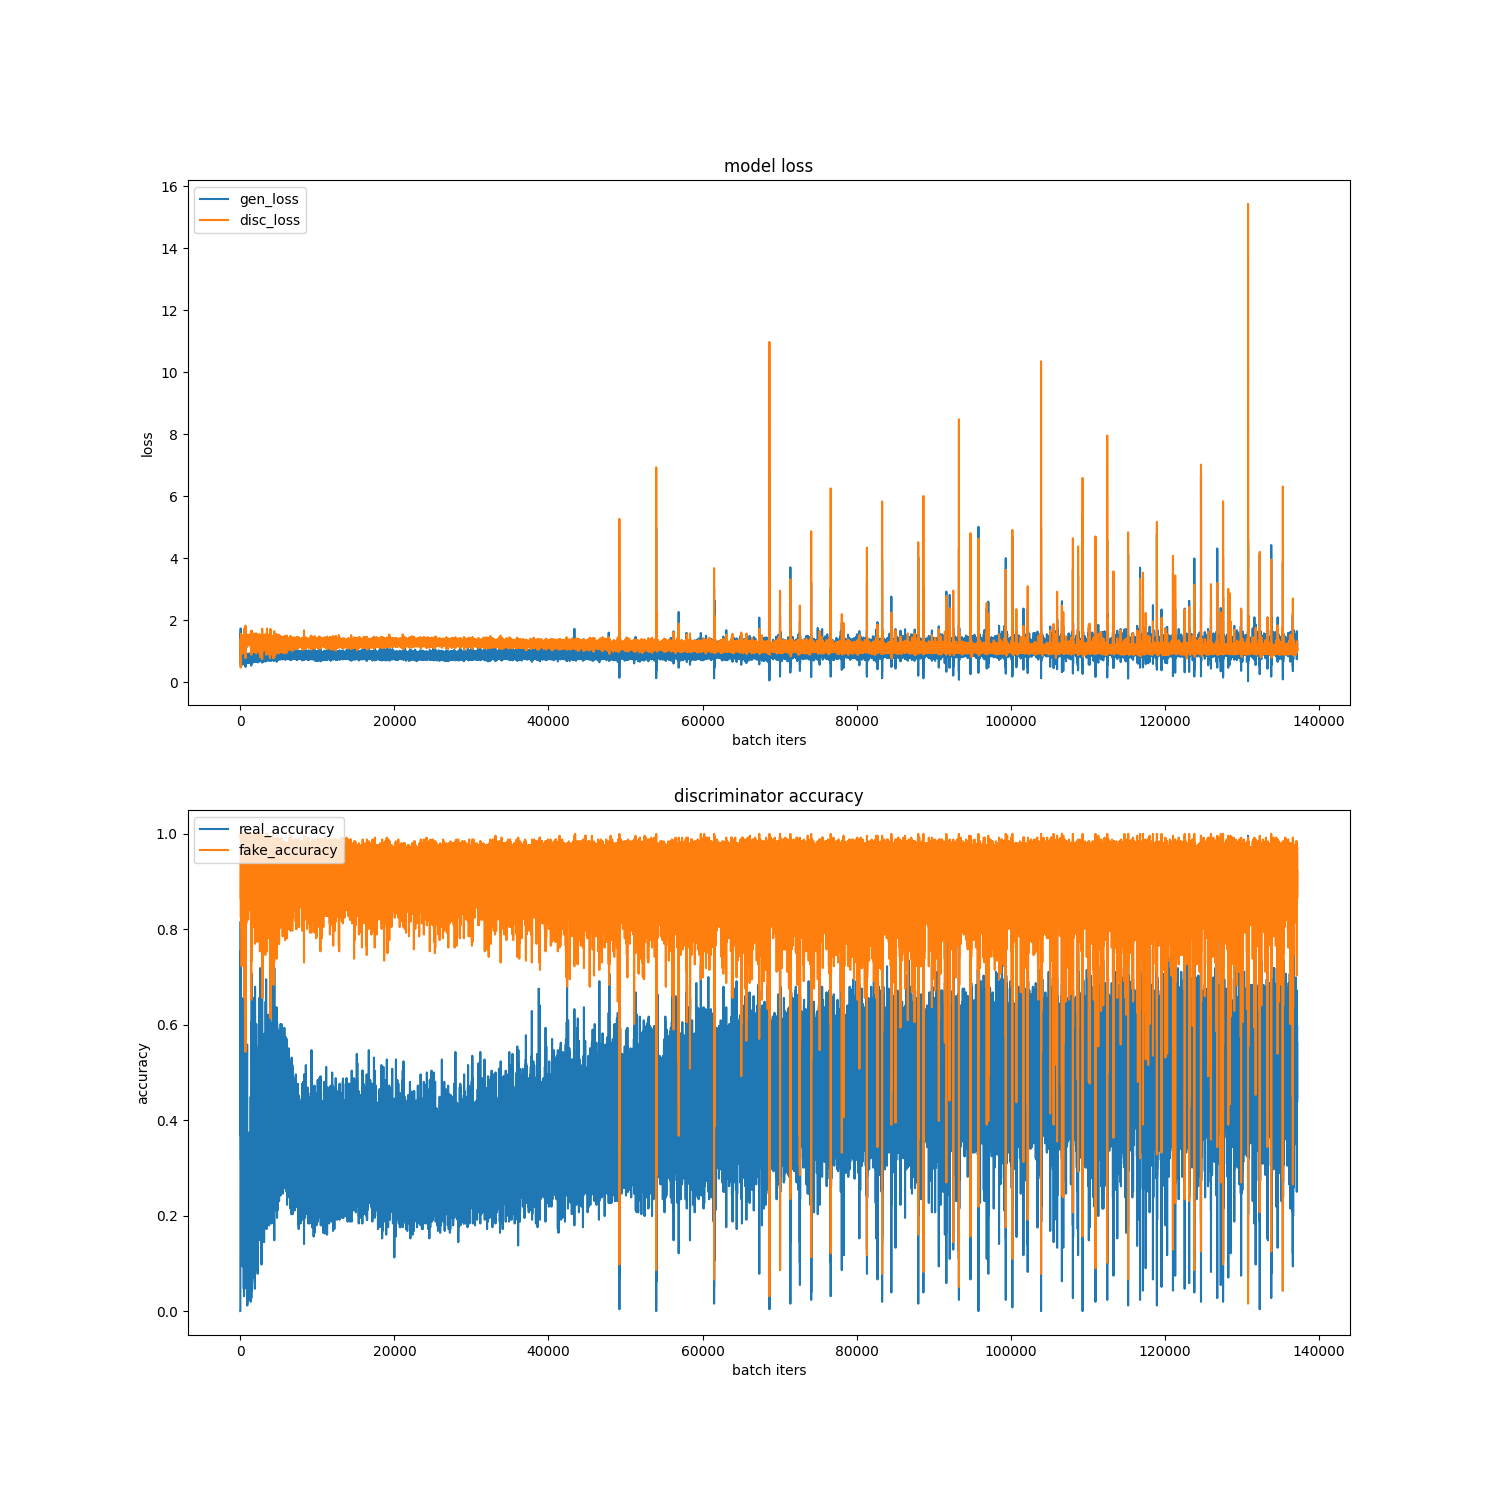 model loss
gen_loss
disc_loss
16
14
12
10
8
6
4
2
0
loss
0 20000 40000 60000 80000 100000 120000 140000
batch iters
discriminator accuracy
real_accuracy
fake_accuracy
1.0
0.8
0.6
0.4
0.2
0.0
accuracy
0 20000 40000 60000 80000 100000 120000 140000
batch iters